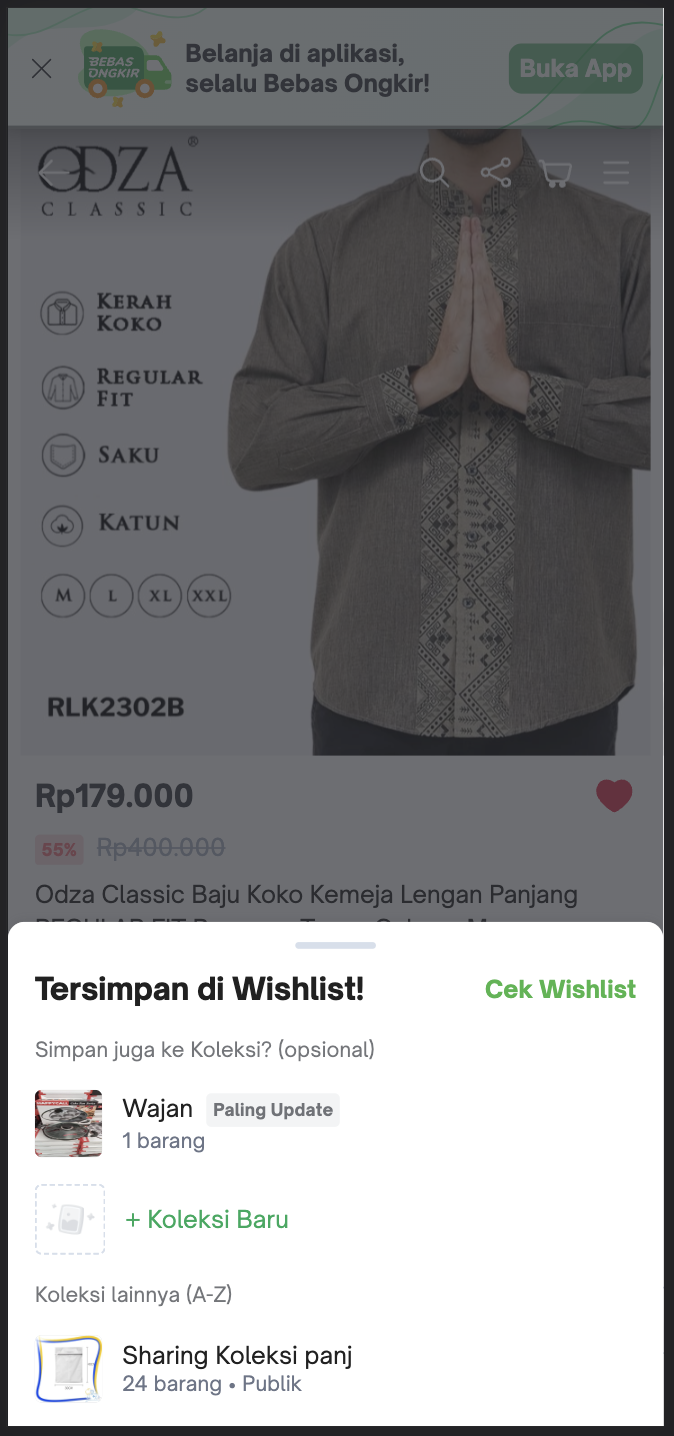 BEBAS
ONGKIR
Belanja di aplikasi,
selalu Bebas Ongkir!
Buka App
ODZA®
CLASSIC
KERAH
KOKO
REGULAR
FIT
SAKU
KATUN
M L XL XXL
RLK2302B
Rp179.000
55% Rp400.000
Odza Classic Baju Koko Kemeja Lengan Panjang
Tersimpan di Wishlist!
Cek Wishlist
Simpan juga ke Koleksi? (opsional)
Wajan Paling Update
1 barang
+ Koleksi Baru
Koleksi lainnya (A-Z)
Sharing Koleksi panj
24 barang • Publik